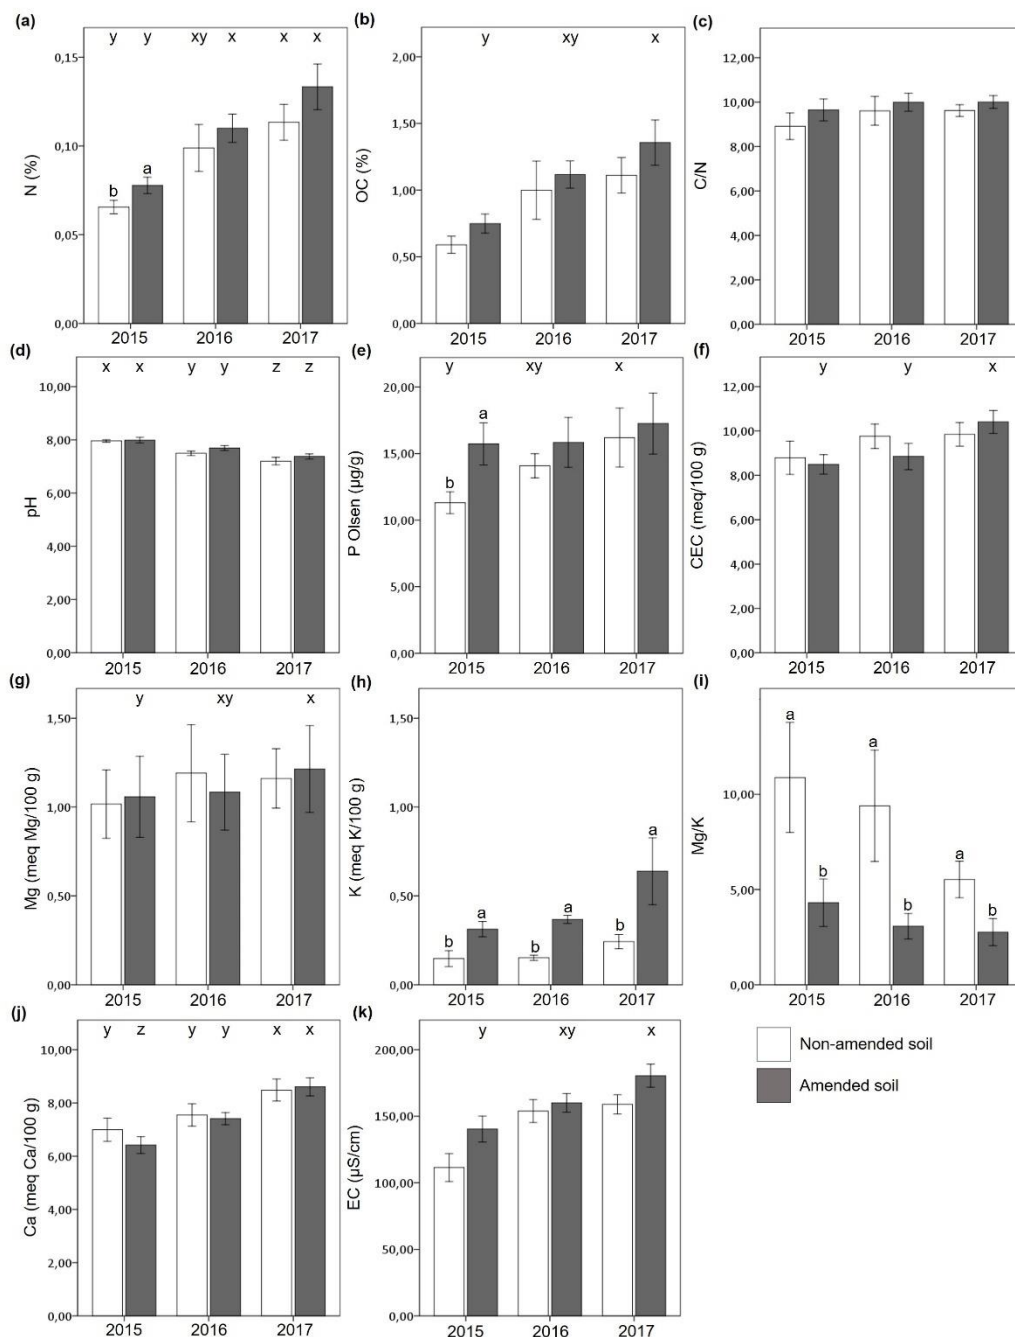 (a)
y y xy x x x
N (%)
0,15
0,10
0,05
0,00
b a
2015 2016 2017
(b)
y xy x
OC (%)
2,00
1,50
1,00
0,50
0,00
2015 2016 2017
(c)
C/N
12,00
10,00
8,00
6,00
4,00
2,00
0,00
2015 2016 2017
(d)
x x y y z z
pH
10,00
8,00
6,00
4,00
2,00
0,00
2015 2016 2017
(e)
y xy x
P Olsen (µg/g)
20,00
15,00
10,00
5,00
0,00
b a
2015 2016 2017
(f)
y y x
CEC (meq/100 g)
12,00
10,00
8,00
6,00
4,00
2,00
0,00
2015 2016 2017
(g)
y xy x
Mg (meq Mg/100 g)
1,50
1,00
0,50
0,00
2015 2016 2017
(h)
K (meq K/100 g)
1,50
1,00
0,50
0,00
b a b a b a
2015 2016 2017
(i)
Mg/K
10,00
5,00
0,00
a b a b a b
2015 2016 2017
(j)
y z y y x x
Ca (meq Ca/100 g)
10,00
8,00
6,00
4,00
2,00
0,00
2015 2016 2017
(k)
y xy x
EC (µS/cm)
200,00
150,00
100,00
50,00
0,00
2015 2016 2017
Non-amended soil
Amended soil